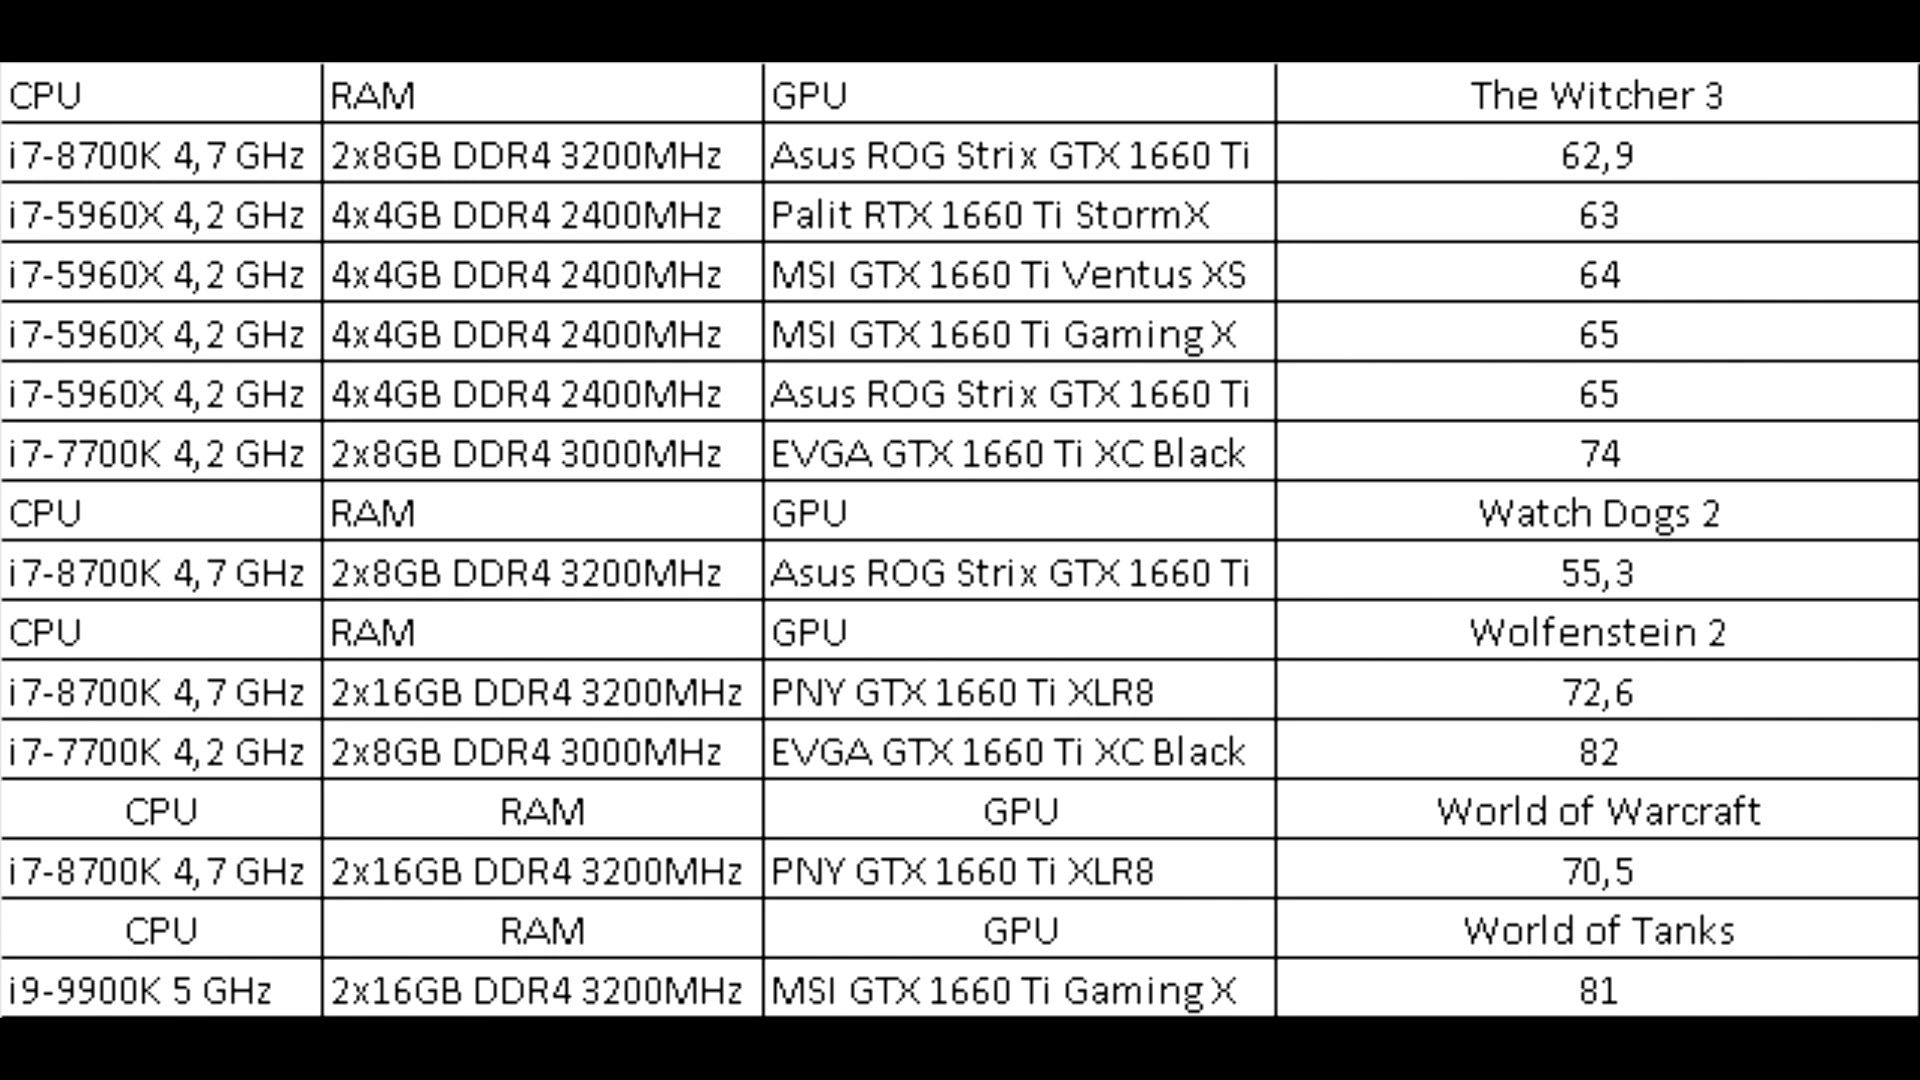 CPU RAM GPU The Witcher 3
i7-8700K 4,7 GHz 2x8GB DDR4 3200MHz Asus ROG Strix GTX 1660 Ti 62,9
i7-5960X 4,2 GHz 4x4GB DDR4 2400MHz Palit RTX 1660 Ti StormX 63
i7-5960X 4,2 GHz 4x4GB DDR4 2400MHz MSI GTX 1660 Ti Ventus XS 64
i7-5960X 4,2 GHz 4x4GB DDR4 2400MHz MSI GTX 1660 Ti Gaming X 65
i7-5960X 4,2 GHz 4x4GB DDR4 2400MHz Asus ROG Strix GTX 1660 Ti 65
i7-7700K 4,2 GHz 2x8GB DDR4 3000MHz EVGA GTX 1660 Ti XC Black 74
CPU RAM GPU Watch Dogs 2
i7-8700K 4,7 GHz 2x8GB DDR4 3200MHz Asus ROG Strix GTX 1660 Ti 55,3
CPU RAM GPU Wolfenstein 2
i7-8700K 4,7 GHz 2x16GB DDR4 3200MHz PNY GTX 1660 Ti XLR8 72,6
i7-7700K 4,2 GHz 2x8GB DDR4 3000MHz EVGA GTX 1660 Ti XC Black 82
CPU RAM GPU World of Warcraft
i7-8700K 4,7 GHz 2x16GB DDR4 3200MHz PNY GTX 1660 Ti XLR8 70,5
CPU RAM GPU World of Tanks
i9-9900K 5 GHz 2x16GB DDR4 3200MHz MSI GTX 1660 Ti Gaming X 81